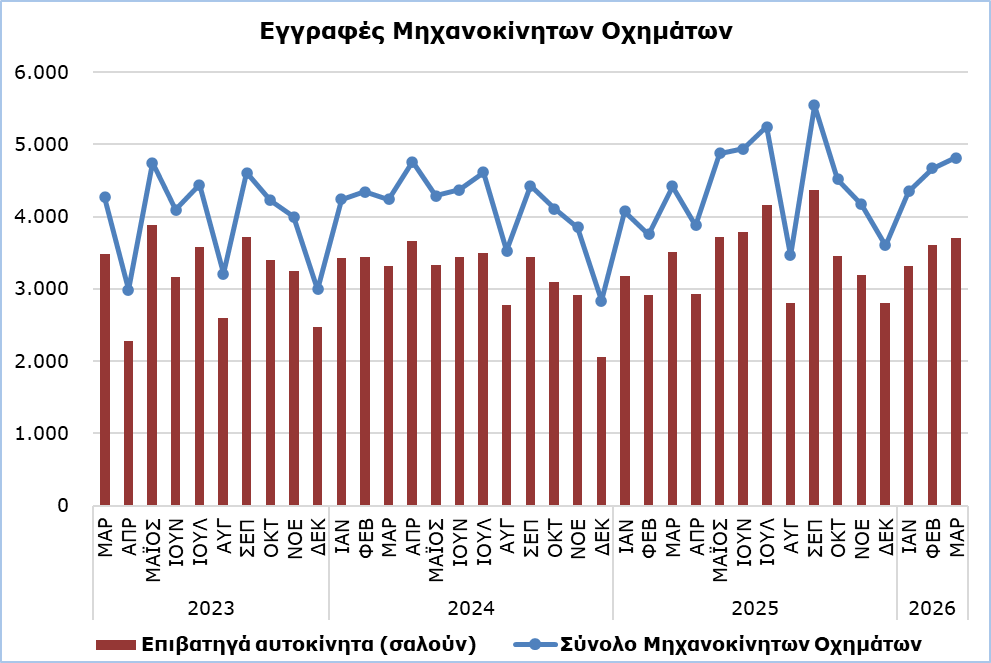 Εγγραφές Μηχανοκίνητων Οχημάτων
6.000
5.000
4.000
3.000
2.000
1.000
0
ΜΑΡ ΑΠΡ ΜΑΪΟΣ ΙΟΥΝ ΙΟΥΛ ΑΥΓ ΣΕΠ ΟΚΤ ΝΟΕ ΔΕΚ ΙΑΝ ΦΕΒ ΜΑΡ ΑΠΡ ΜΑΪΟΣ ΙΟΥΝ ΙΟΥΛ ΑΥΓ ΣΕΠ ΟΚΤ ΝΟΕ ΔΕΚ ΙΑΝ ΦΕΒ ΜΑΡ ΑΠΡ ΜΑΪΟΣ ΙΟΥΝ ΙΟΥΛ ΑΥΓ ΣΕΠ ΟΚΤ ΝΟΕ ΔΕΚ ΙΑΝ ΦΕΒ ΜΑΡ
2023 2024 2025 2026
Επιβατηγά αυτοκίνητα (σαλούν) Σύνολο Μηχανοκίνητων Οχημάτων